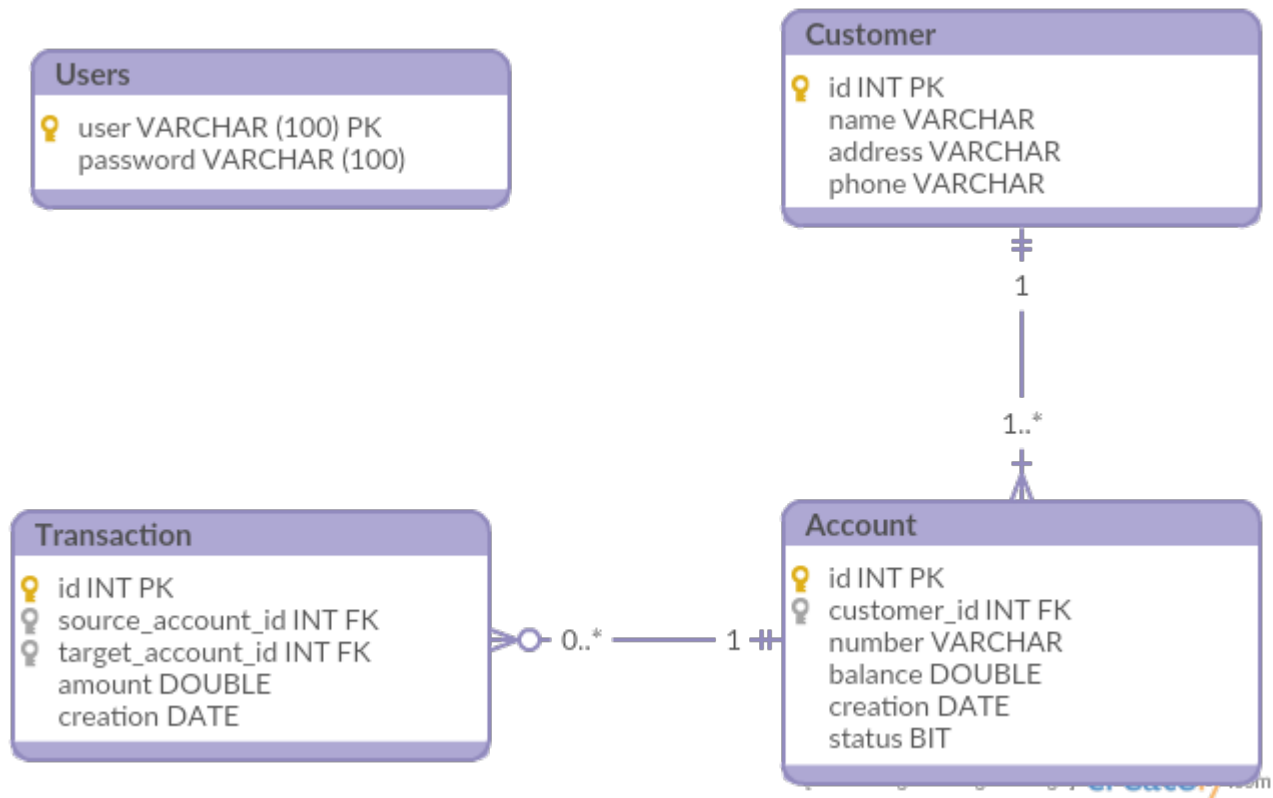 Users
user VARCHAR (100) PK
password VARCHAR (100)
Customer
id INT PK
name VARCHAR
address VARCHAR
phone VARCHAR
1
1..*
Transaction
id INT PK
source_account_id INT FK
target_account_id INT FK
amount DOUBLE
creation DATE
0..*
1
Account
id INT PK
customer_id INT FK
number VARCHAR
balance DOUBLE
creation DATE
status BIT